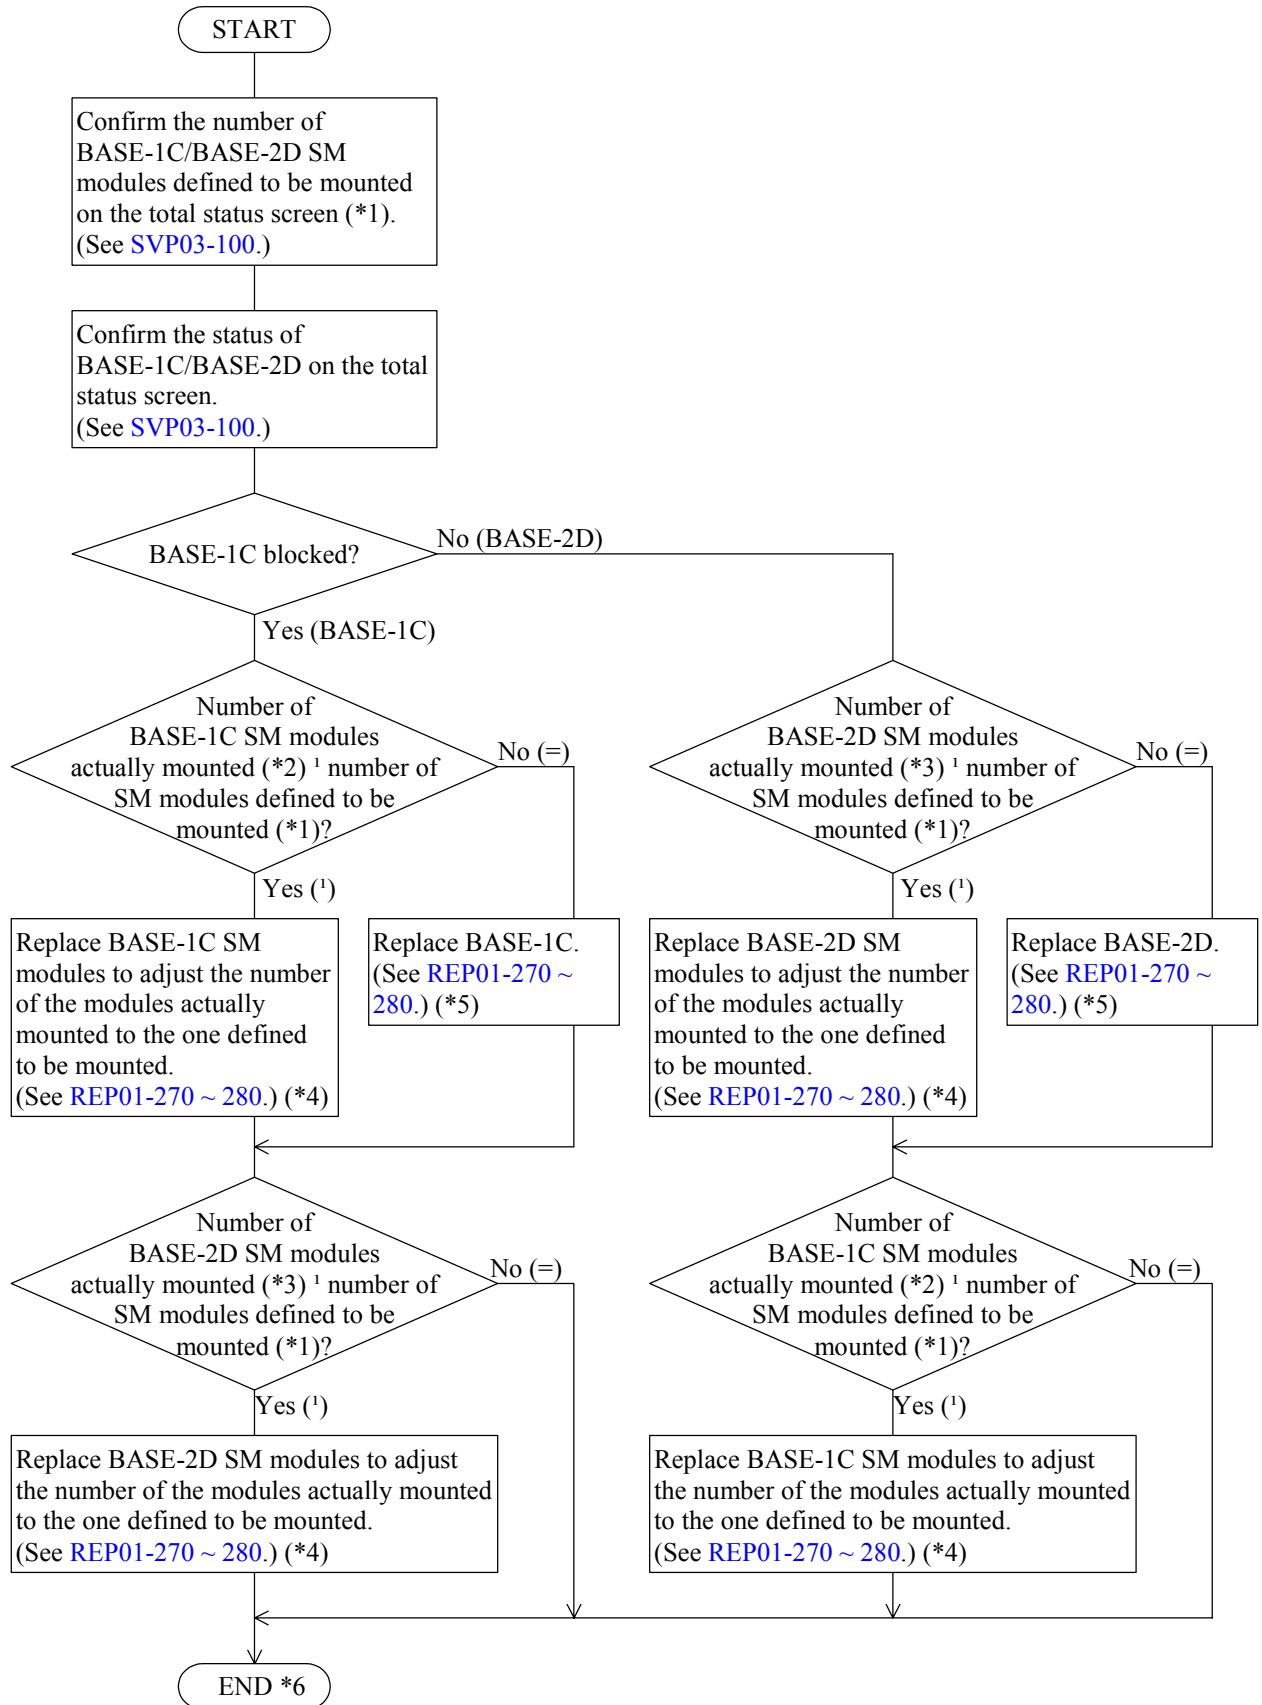 START
Confirm the number of
BASE-1C/BASE-2D SM
modules defined to be mounted
on the total status screen (*1).
(See SVP03-100.)
Confirm the status of
BASE-1C/BASE-2D on the total
status screen.
(See SVP03-100.)
BASE-1C blocked?
No (BASE-2D)
Yes (BASE-1C)
Number of
BASE-1C SM modules
actually mounted (*2) ¹ number of
SM modules defined to be
mounted (*1)?
No (=)
Yes (¹)
Number of
BASE-2D SM modules
actually mounted (*3) ¹ number of
SM modules defined to be
mounted (*1)?
No (=)
Yes (¹)
Replace BASE-1C SM
modules to adjust the number
of the modules actually
mounted to the one defined
to be mounted.
(See REP01-270 ~ 280.) (*4)
Replace BASE-1C.
(See REP01-270 ~
280.) (*5)
Replace BASE-2D SM
modules to adjust the number
of the modules actually
mounted to the one defined
to be mounted.
(See REP01-270 ~ 280.) (*4)
Replace BASE-2D.
(See REP01-270 ~
280.) (*5)
Number of
BASE-2D SM modules
actually mounted (*3) ¹ number of
SM modules defined to be
mounted (*1)?
No (=)
Yes (¹)
Number of
BASE-1C SM modules
actually mounted (*2) ¹ number of
SM modules defined to be
mounted (*1)?
No (=)
Yes (¹)
Replace BASE-2D SM modules to adjust
the number of the modules actually mounted
to the one defined to be mounted.
(See REP01-270 ~ 280.) (*4)
Replace BASE-1C SM modules to adjust
the number of the modules actually mounted
to the one defined to be mounted.
(See REP01-270 ~ 280.) (*4)
END *6